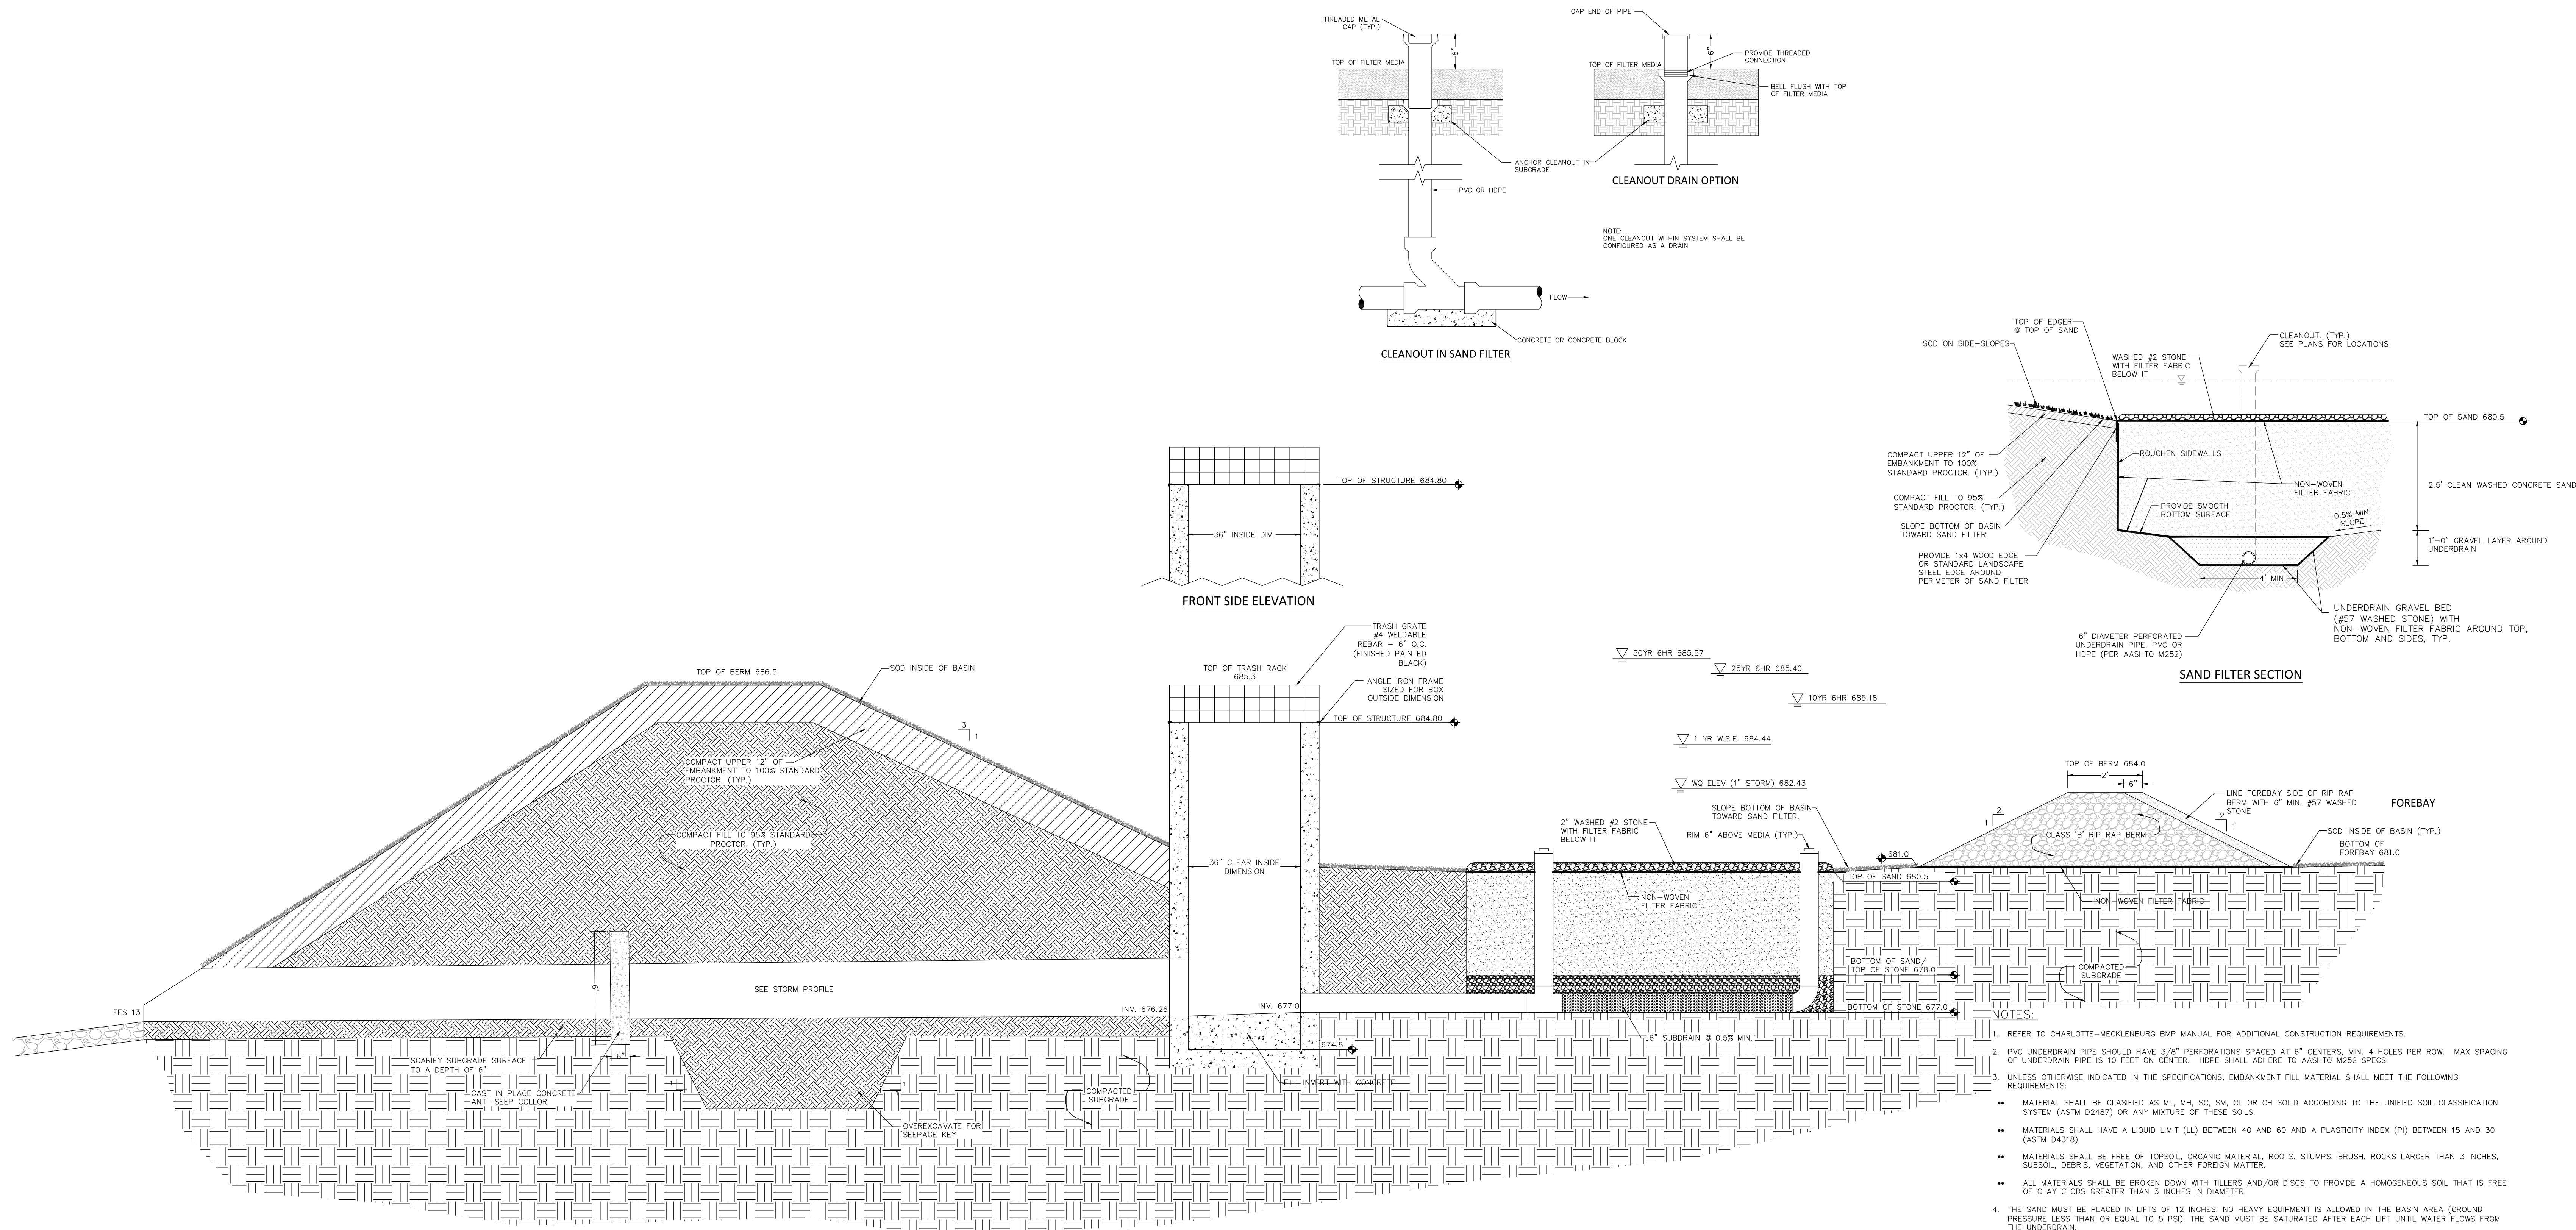 THREADED METAL
CAP (TYP.)
6"
TOP OF FILTER MEDIA
ANCHOR CLEANOUT IN
SUBGRADE
PVC OR HDPE
FLOW
CONCRETE OR CONCRETE BLOCK
CLEANOUT IN SAND FILTER
CAP END OF PIPE
6"
PROVIDE THREADED
CONNECTION
TOP OF FILTER MEDIA
BELL FLUSH WITH TOP
OF FILTER MEDIA
CLEANOUT DRAIN OPTION
NOTE:
ONE CLEANOUT WITHIN SYSTEM SHALL BE
CONFIGURED AS A DRAIN
TOP OF EDGER
@ TOP OF SAND
SOD ON SIDE-SLOPES
WASHED #2 STONE
WITH FILTER FABRIC
BELOW IT
CLEANOUT. (TYP.)
SEE PLANS FOR LOCATIONS
TOP OF SAND 680.5
COMPACT UPPER 12" OF
EMBANKMENT TO 100%
STANDARD PROCTOR. (TYP.)
ROUGHEN SIDEWALLS
NON-WOVEN
FILTER FABRIC
2.5' CLEAN WASHED CONCRETE SAND
COMPACT FILL TO 95%
STANDARD PROCTOR. (TYP.)
PROVIDE SMOOTH
BOTTOM SURFACE
0.5% MIN
SLOPE
SLOPE BOTTOM OF BASIN
TOWARD SAND FILTER.
1'-0" GRAVEL LAYER AROUND
UNDERDRAIN
PROVIDE 1x4 WOOD EDGE
OR STANDARD LANDSCAPE
STEEL EDGE AROUND
PERIMETER OF SAND FILTER
4' MIN.
UNDERDRAIN GRAVEL BED
(#57 WASHED STONE) WITH
NON-WOVEN FILTER FABRIC AROUND TOP,
BOTTOM AND SIDES, TYP.
6" DIAMETER PERFORATED
UNDERDRAIN PIPE. PVC OR
HDPE (PER AASHTO M252)
SAND FILTER SECTION
TOP OF STRUCTURE 684.80
36" INSIDE DIM.
FRONT SIDE ELEVATION
TRASH GRATE
#4 WELDABLE
REBAR - 6" O.C.
(FINISHED PAINTED
BLACK)
TOP OF TRASH RACK
685.3
ANGLE IRON FRAME
SIZED FOR BOX
OUTSIDE DIMENSION
TOP OF STRUCTURE 684.80
50YR 6HR 685.57
25YR 6HR 685.40
10YR 6HR 685.18
1 YR W.S.E. 684.44
WQ ELEV (1" STORM) 682.43
TOP OF BERM 686.5
SOD INSIDE OF BASIN
3
1
COMPACT UPPER 12" OF
EMBANKMENT TO 100% STANDARD
PROCTOR. (TYP.)
COMPACT FILL TO 95% STANDARD
PROCTOR. (TYP.)
36" CLEAR INSIDE
DIMENSION
2" WASHED #2 STONE
WITH FILTER FABRIC
BELOW IT
SLOPE BOTTOM OF BASIN
TOWARD SAND FILTER.
RIM 6" ABOVE MEDIA (TYP.)
TOP OF BERM 684.0
2'
6"
LINE FOREBAY SIDE OF RIP RAP
BERM WITH 6" MIN. #57 WASHED
STONE
FOREBAY
2
1
2
1
CLASS 'B' RIP RAP BERM
SOD INSIDE OF BASIN (TYP.)
BOTTOM OF
FOREBAY 681.0
681.0
TOP OF SAND 680.5
NON-WOVEN
FILTER FABRIC
NON-WOVEN FILTER FABRIC
BOTTOM OF SAND/
TOP OF STONE 678.0
COMPACTED
SUBGRADE
BOTTOM OF STONE 677.0
FES 13
9'
SEE STORM PROFILE
INV. 676.26
INV. 677.0
674.8
6" SUBDRAIN @ 0.5% MIN.
SCARIFY SUBGRADE SURFACE
TO A DEPTH OF 6"
6"
1
1
CAST IN PLACE CONCRETE
ANTI-SEEP COLLOR
COMPACTED
SUBGRADE
FILL INVERT WITH CONCRETE
OVEREXCAVATE FOR
SEEPAGE KEY
NOTES:
1. REFER TO CHARLOTTE-MECKLENBURG BMP MANUAL FOR ADDITIONAL CONSTRUCTION REQUIREMENTS.
2. PVC UNDERDRAIN PIPE SHOULD HAVE 3/8" PERFORATIONS SPACED AT 6" CENTERS, MIN. 4 HOLES PER ROW. MAX SPACING
OF UNDERDRAIN PIPE IS 10 FEET ON CENTER. HDPE SHALL ADHERE TO AASHTO M252 SPECS.
3. UNLESS OTHERWISE INDICATED IN THE SPECIFICATIONS, EMBANKMENT FILL MATERIAL SHALL MEET THE FOLLOWING
REQUIREMENTS:
•• MATERIAL SHALL BE CLASIFIED AS ML, MH, SC, SM, CL OR CH SOILD ACCORDING TO THE UNIFIED SOIL CLASSIFICATION
SYSTEM (ASTM D2487) OR ANY MIXTURE OF THESE SOILS.
•• MATERIALS SHALL HAVE A LIQUID LIMIT (LL) BETWEEN 40 AND 60 AND A PLASTICITY INDEX (PI) BETWEEN 15 AND 30
(ASTM D4318)
•• MATERIALS SHALL BE FREE OF TOPSOIL, ORGANIC MATERIAL, ROOTS, STUMPS, BRUSH, ROCKS LARGER THAN 3 INCHES,
SUBSOIL, DEBRIS, VEGETATION, AND OTHER FOREIGN MATTER.
•• ALL MATERIALS SHALL BE BROKEN DOWN WITH TILLERS AND/OR DISCS TO PROVIDE A HOMOGENEOUS SOIL THAT IS FREE
OF CLAY CLODS GREATER THAN 3 INCHES IN DIAMETER.
4. THE SAND MUST BE PLACED IN LIFTS OF 12 INCHES. NO HEAVY EQUIPMENT IS ALLOWED IN THE BASIN AREA (GROUND
PRESSURE LESS THAN OR EQUAL TO 5 PSI). THE SAND MUST BE SATURATED AFTER EACH LIFT UNTIL WATER FLOWS FROM
THE UNDERDRAIN.